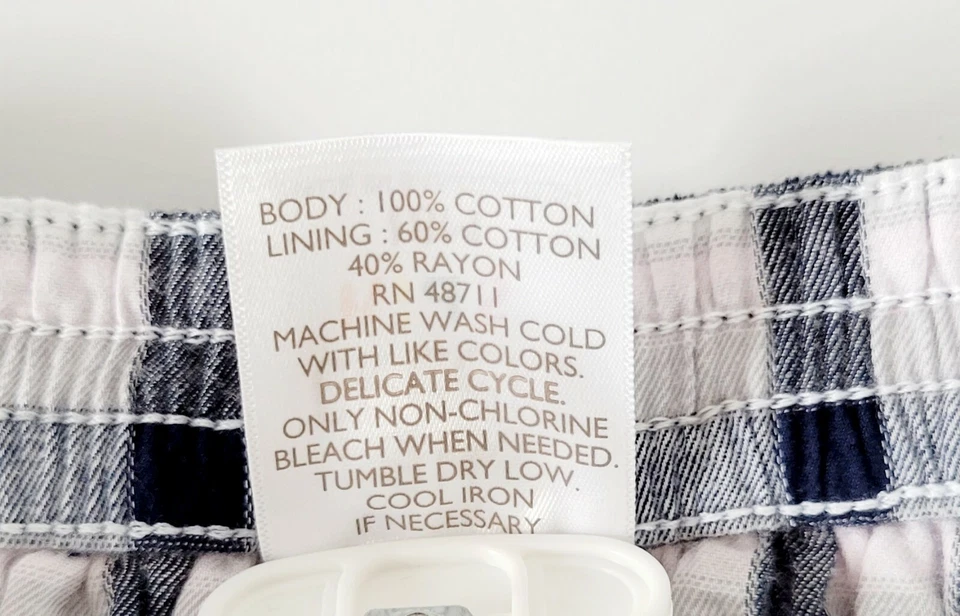 BODY : 100% COTTON
LINING : 60% COTTON
40% RAYON
RN 48711
MACHINE WASH COLD
WITH LIKE COLORS.
DELICATE CYCLE.
ONLY NON-CHLORINE
BLEACH WHEN NEEDED.
TUMBLE DRY LOW.
COOL IRON
IF NECESSARY